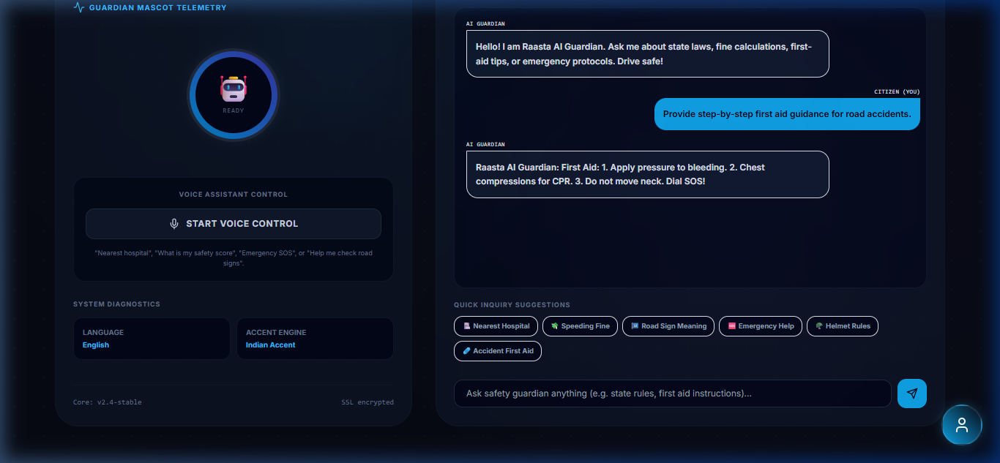 GUARDIAN MASCOT TELEMETRY
READY
VOICE ASSISTANT CONTROL
START VOICE CONTROL
"Nearest hospital", "What is my safety score", "Emergency SOS", or "Help me check road
signs".
SYSTEM DIAGNOSTICS
LANGUAGE
English
ACCENT ENGINE
Indian Accent
Core: v2.4-stable
SSL encrypted
AI GUARDIAN
Hello! I am Raasta AI Guardian. Ask me about state laws, fine calculations, first-
aid tips, or emergency protocols. Drive safe!
CITIZEN (YOU)
Provide step-by-step first aid guidance for road accidents.
AI GUARDIAN
Raasta AI Guardian: First Aid: 1. Apply pressure to bleeding. 2. Chest
compressions for CPR. 3. Do not move neck. Dial SOS!
QUICK INQUIRY SUGGESTIONS
Nearest Hospital
Speeding Fine
Road Sign Meaning
Emergency Help
Helmet Rules
Accident First Aid
Ask safety guardian anything (e.g. state rules, first aid instructions)...